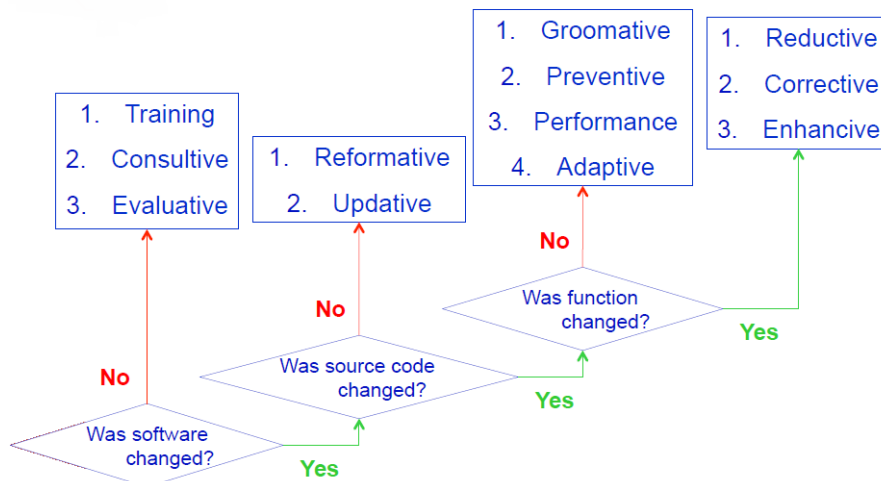 1. Groomative
2. Preventive
3. Performance
4. Adaptive
1. Reductive
2. Corrective
3. Enhancive
1. Training
2. Consultive
3. Evaluative
1. Reformative
2. Updative
No
Was function
changed?
Yes
No
Was source code
changed?
Yes
No
Was software
changed?
Yes